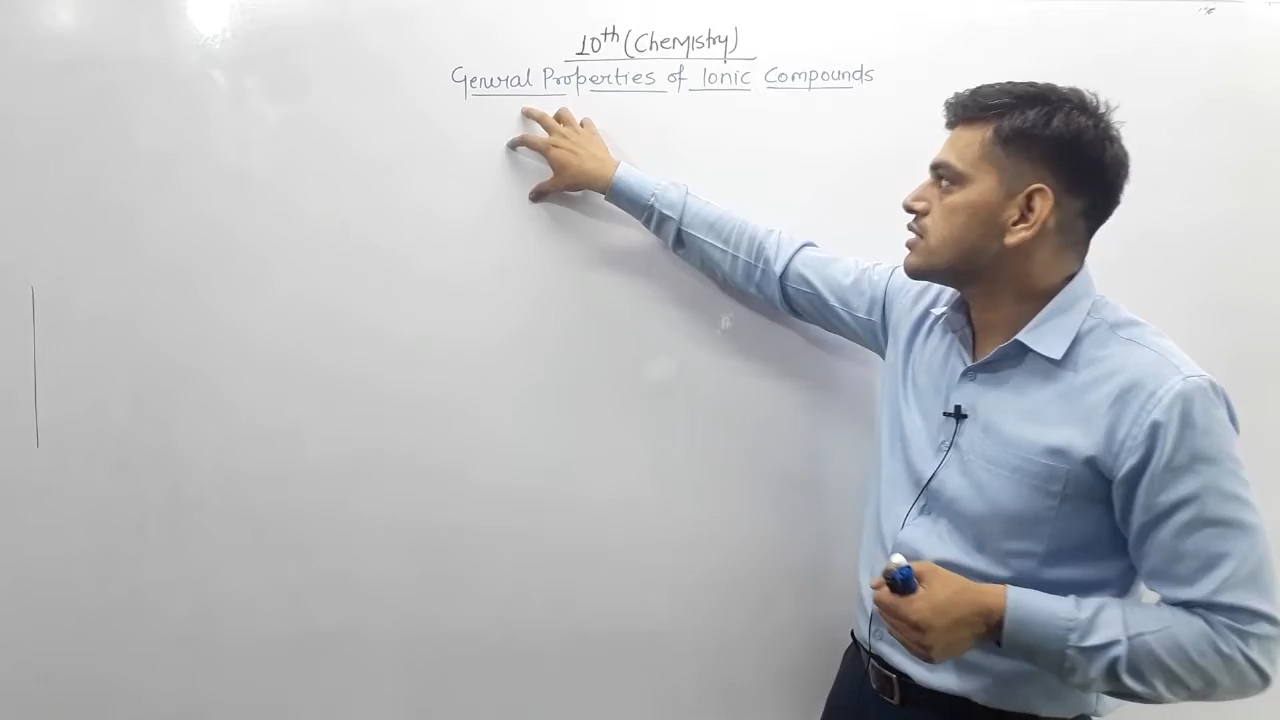 10th (Chemistry)
General Properties of Ionic Compounds